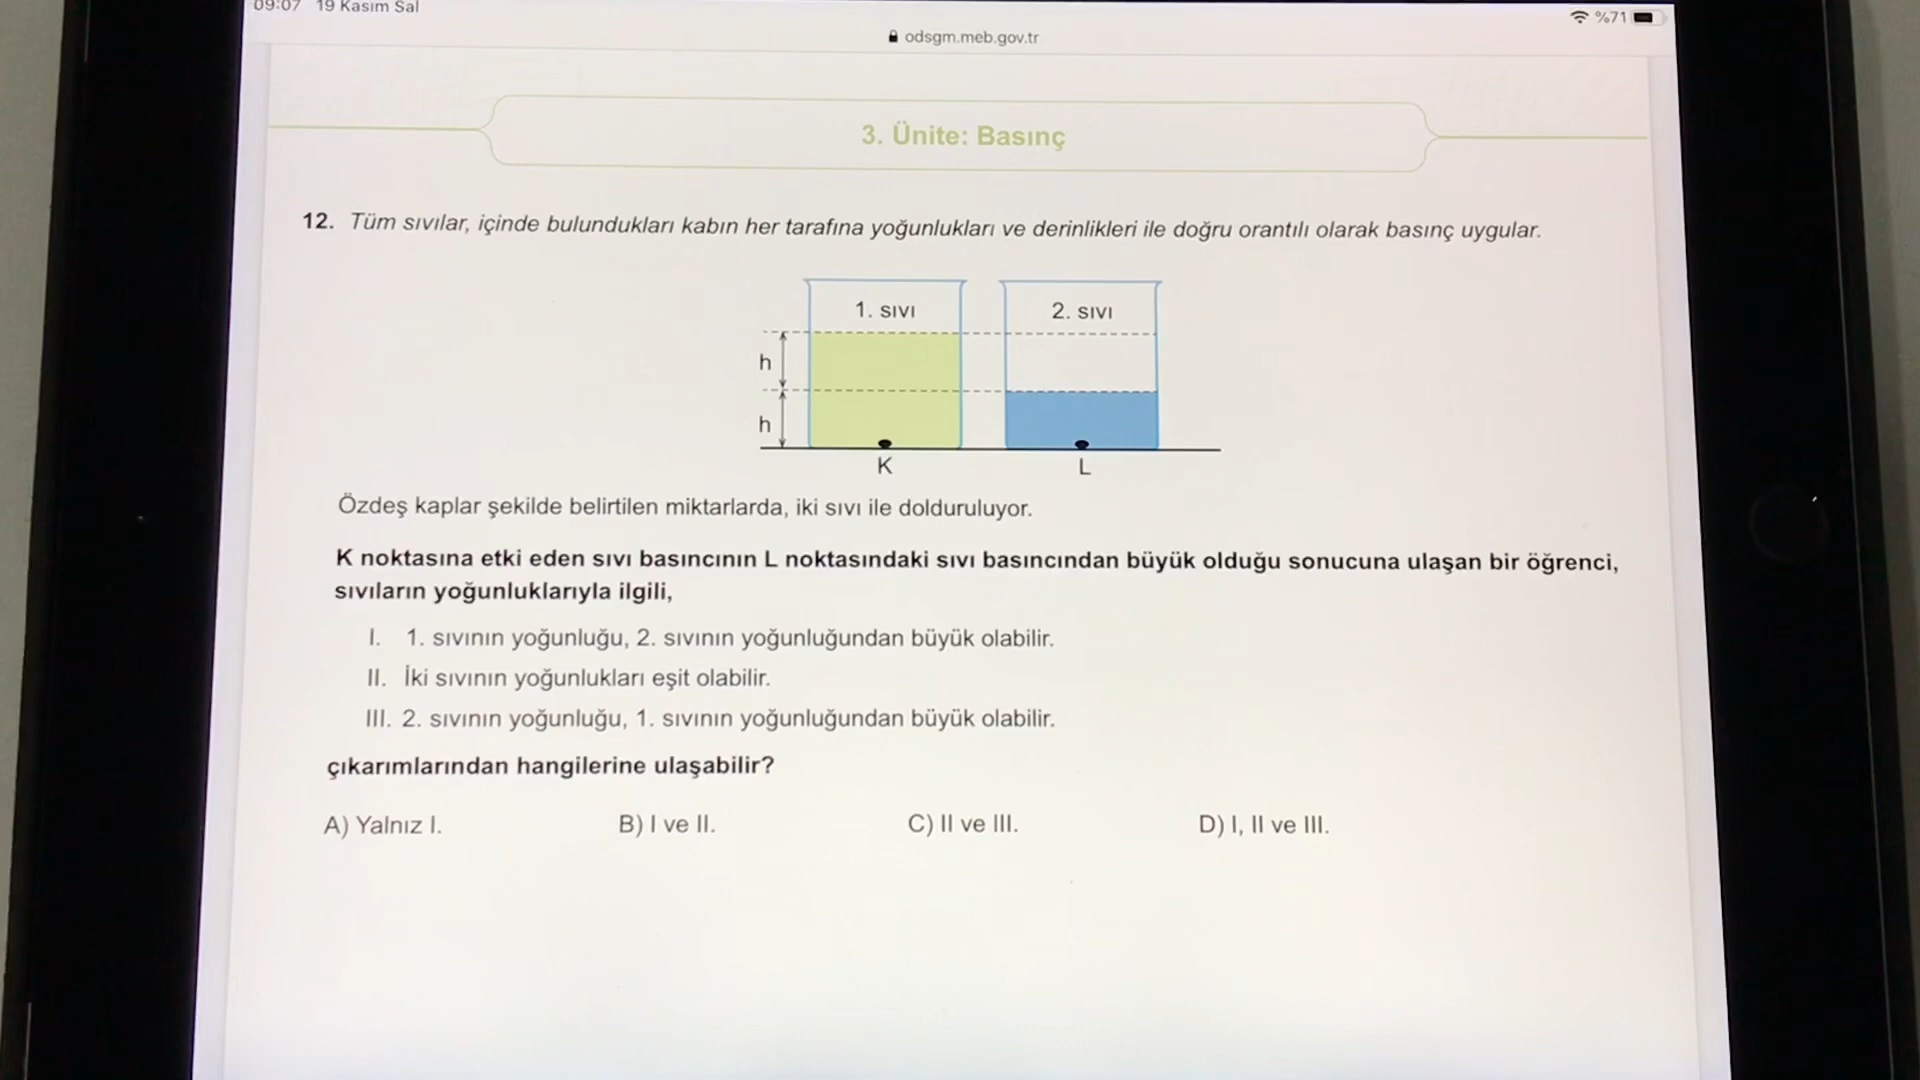 09:07 19 Kasım Sal
%71
odsgm.meb.gov.tr
3. Ünite: Basınç
12. Tüm sıvılar, içinde bulundukları kabın her tarafına yoğunlukları ve derinlikleri ile doğru orantılı olarak basınç uygular.
1. sıvı
2. sıvı
h
h
K
L
Özdeş kaplar şekilde belirtilen miktarlarda, iki sıvı ile dolduruluyor.
K noktasına etki eden sıvı basıncının L noktasındaki sıvı basıncından büyük olduğu sonucuna ulaşan bir öğrenci,
sıvıların yoğunluklarıyla ilgili,
I. 1. sıvının yoğunluğu, 2. sıvının yoğunluğundan büyük olabilir.
II. İki sıvının yoğunlukları eşit olabilir.
III. 2. sıvının yoğunluğu, 1. sıvının yoğunluğundan büyük olabilir.
çıkarımlarından hangilerine ulaşabilir?
A) Yalnız I. B) I ve II. C) II ve III. D) I, II ve III.